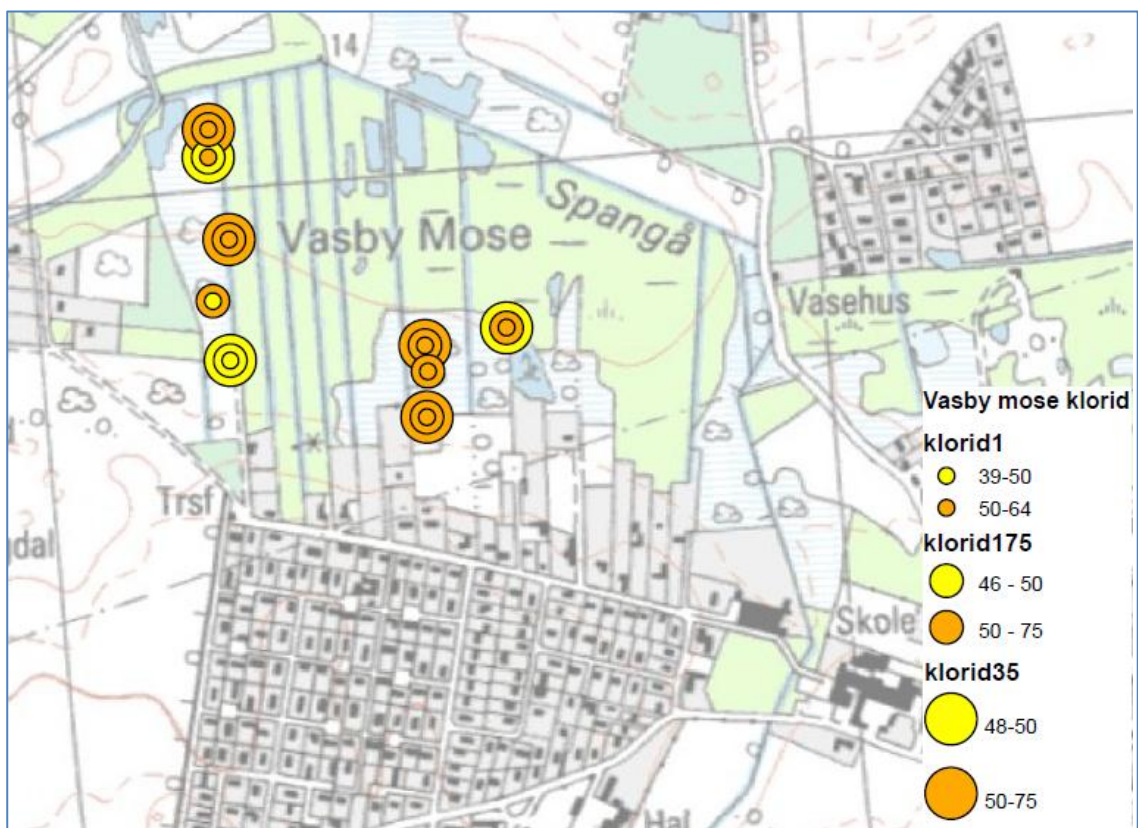 14
Vasby Mose
Spangå
Vasehus
Trsf
gdal
Skole
Hal
Vasby mose klorid
klorid1
39-50
50-64
klorid175
46 - 50
50 - 75
klorid35
48-50
50-75